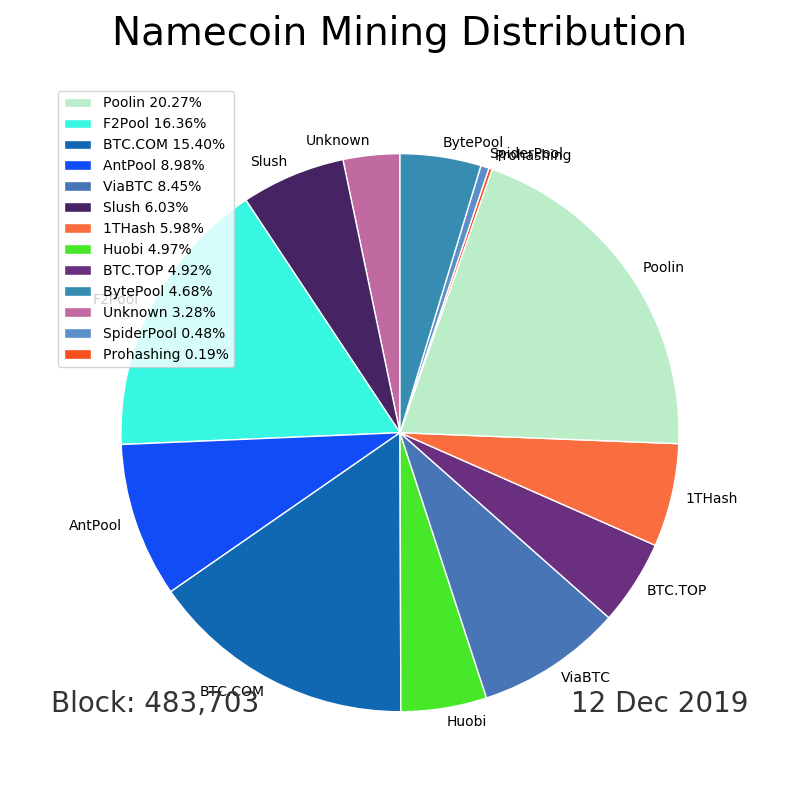 Namecoin Mining Distribution
Poolin 20.27%
F2Pool 16.36%
BTC.COM 15.40%
AntPool 8.98%
ViaBTC 8.45%
Slush 6.03%
1THash 5.98%
Huobi 4.97%
BTC.TOP 4.92%
BytePool 4.68%
Unknown 3.28%
SpiderPool 0.48%
Prohashing 0.19%
Unknown
BytePool
SpiderPool
Prohashing
Slush
Poolin
F2Pool
1THash
AntPool
BTC.TOP
ViaBTC
BTC.COM
Huobi
Block: 483,703
12 Dec 2019